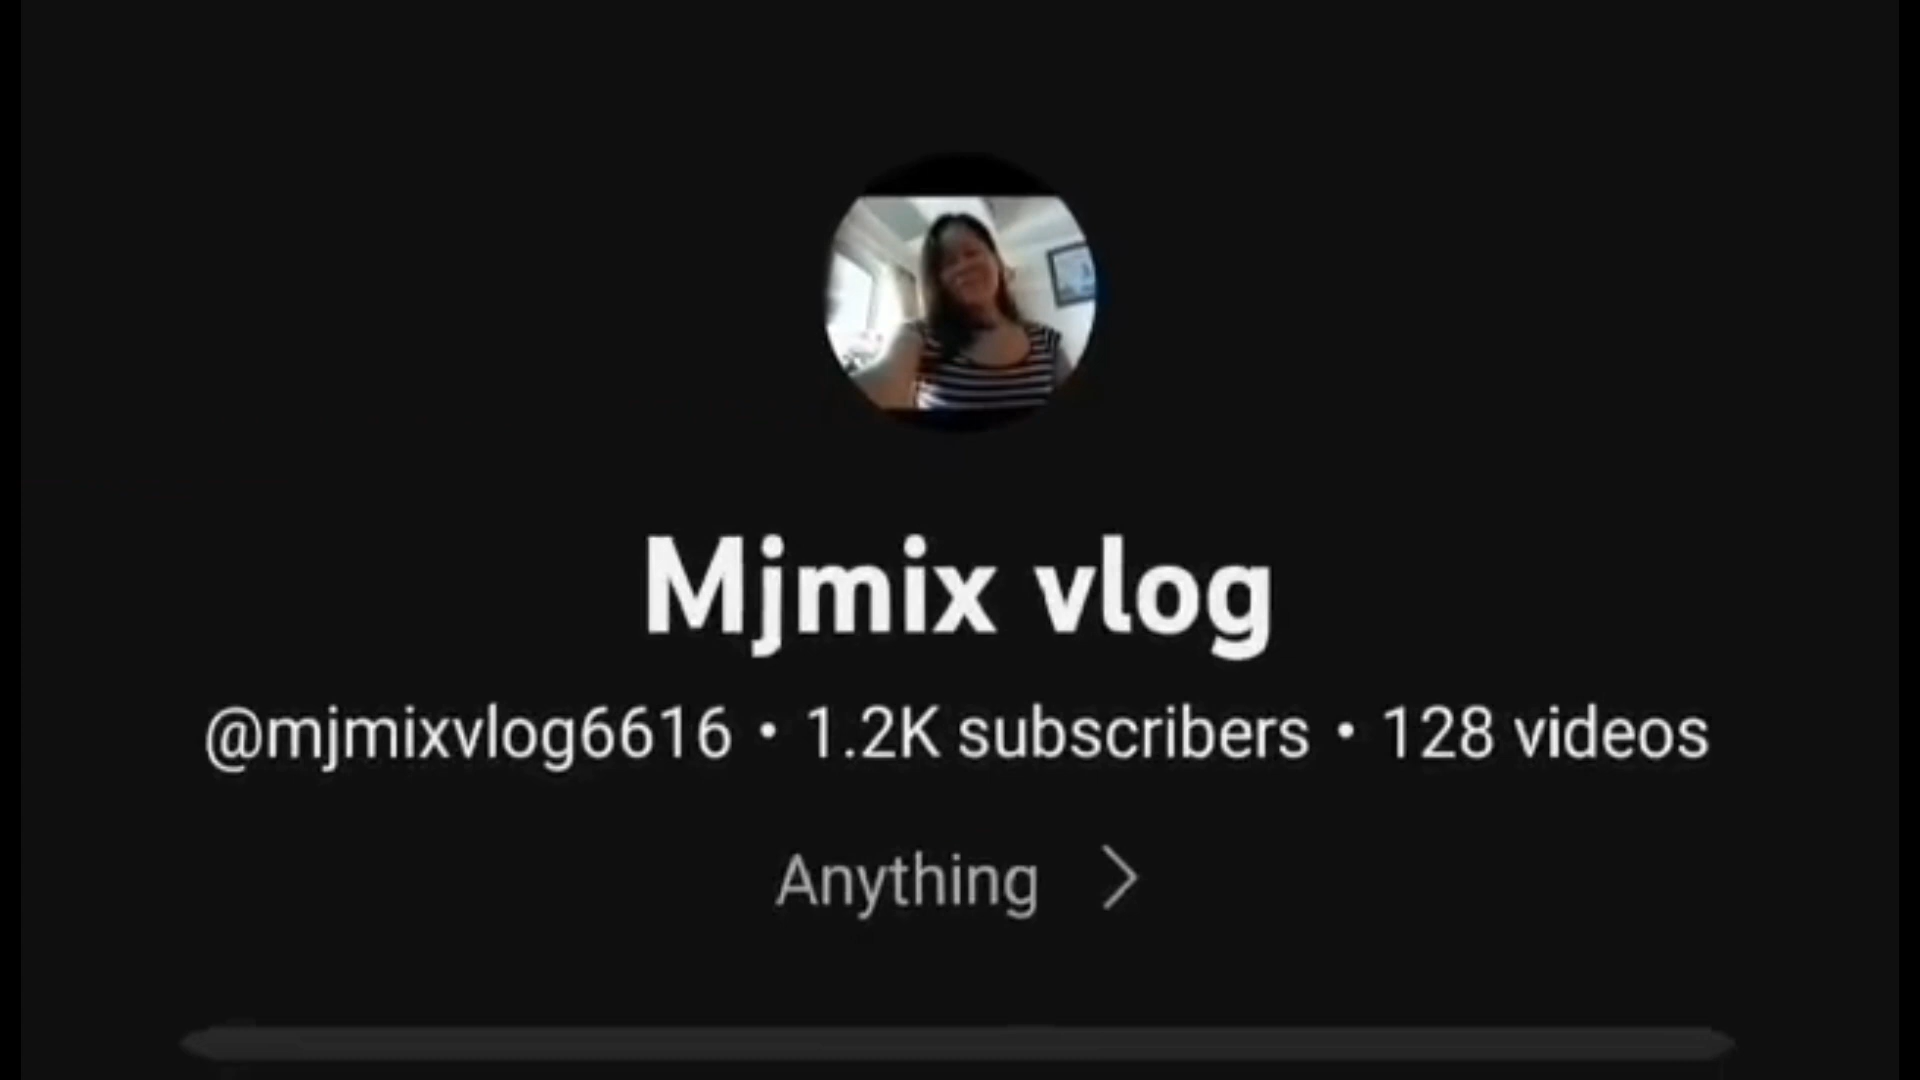 Mjmix vlog
@mjmixvlog6616 • 1.2K subscribers • 128 videos
Anything >